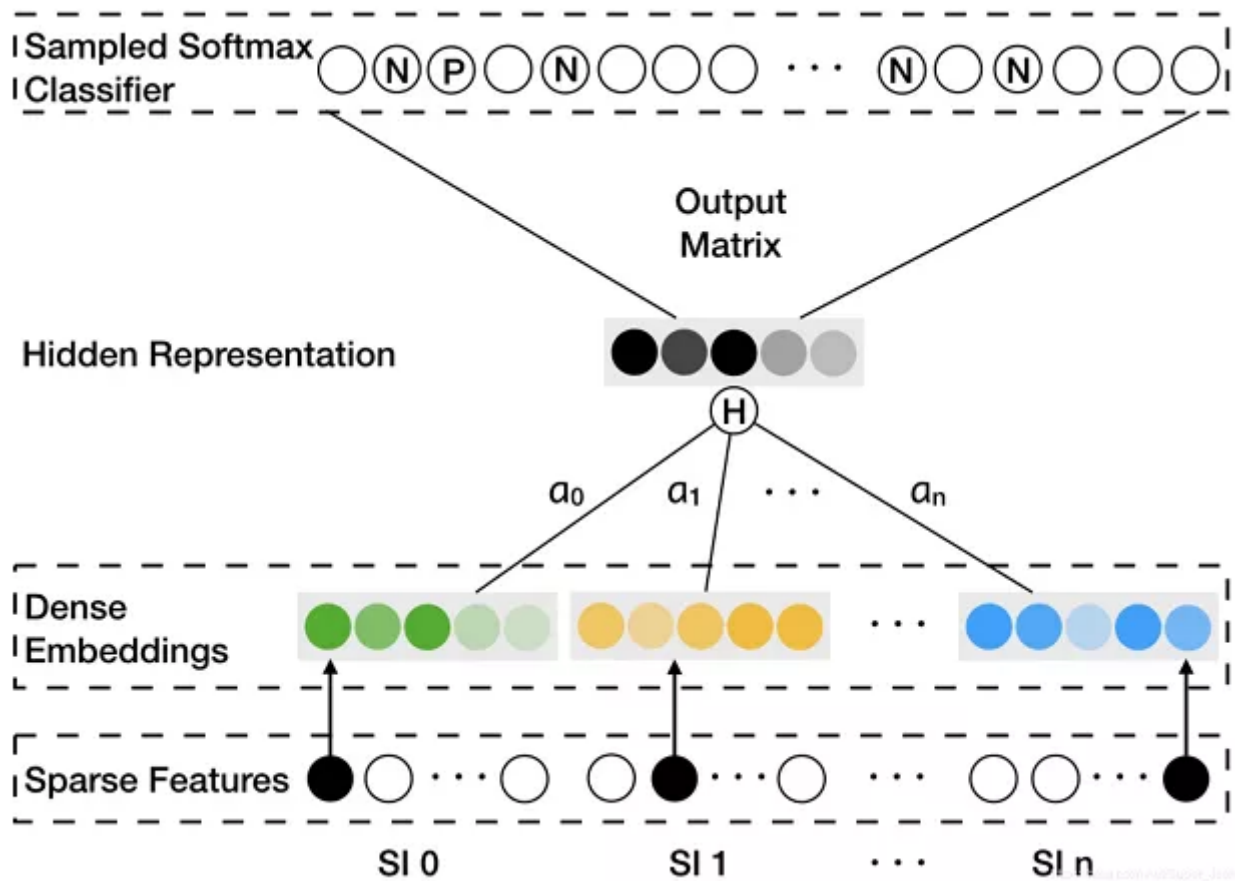 Sampled Softmax
Classifier
N P N ... N N
Output
Matrix
Hidden Representation
H
a0 a1 ... an
Dense
Embeddings
...
Sparse Features ... ... ... ...
SI 0 SI 1 ... SI n